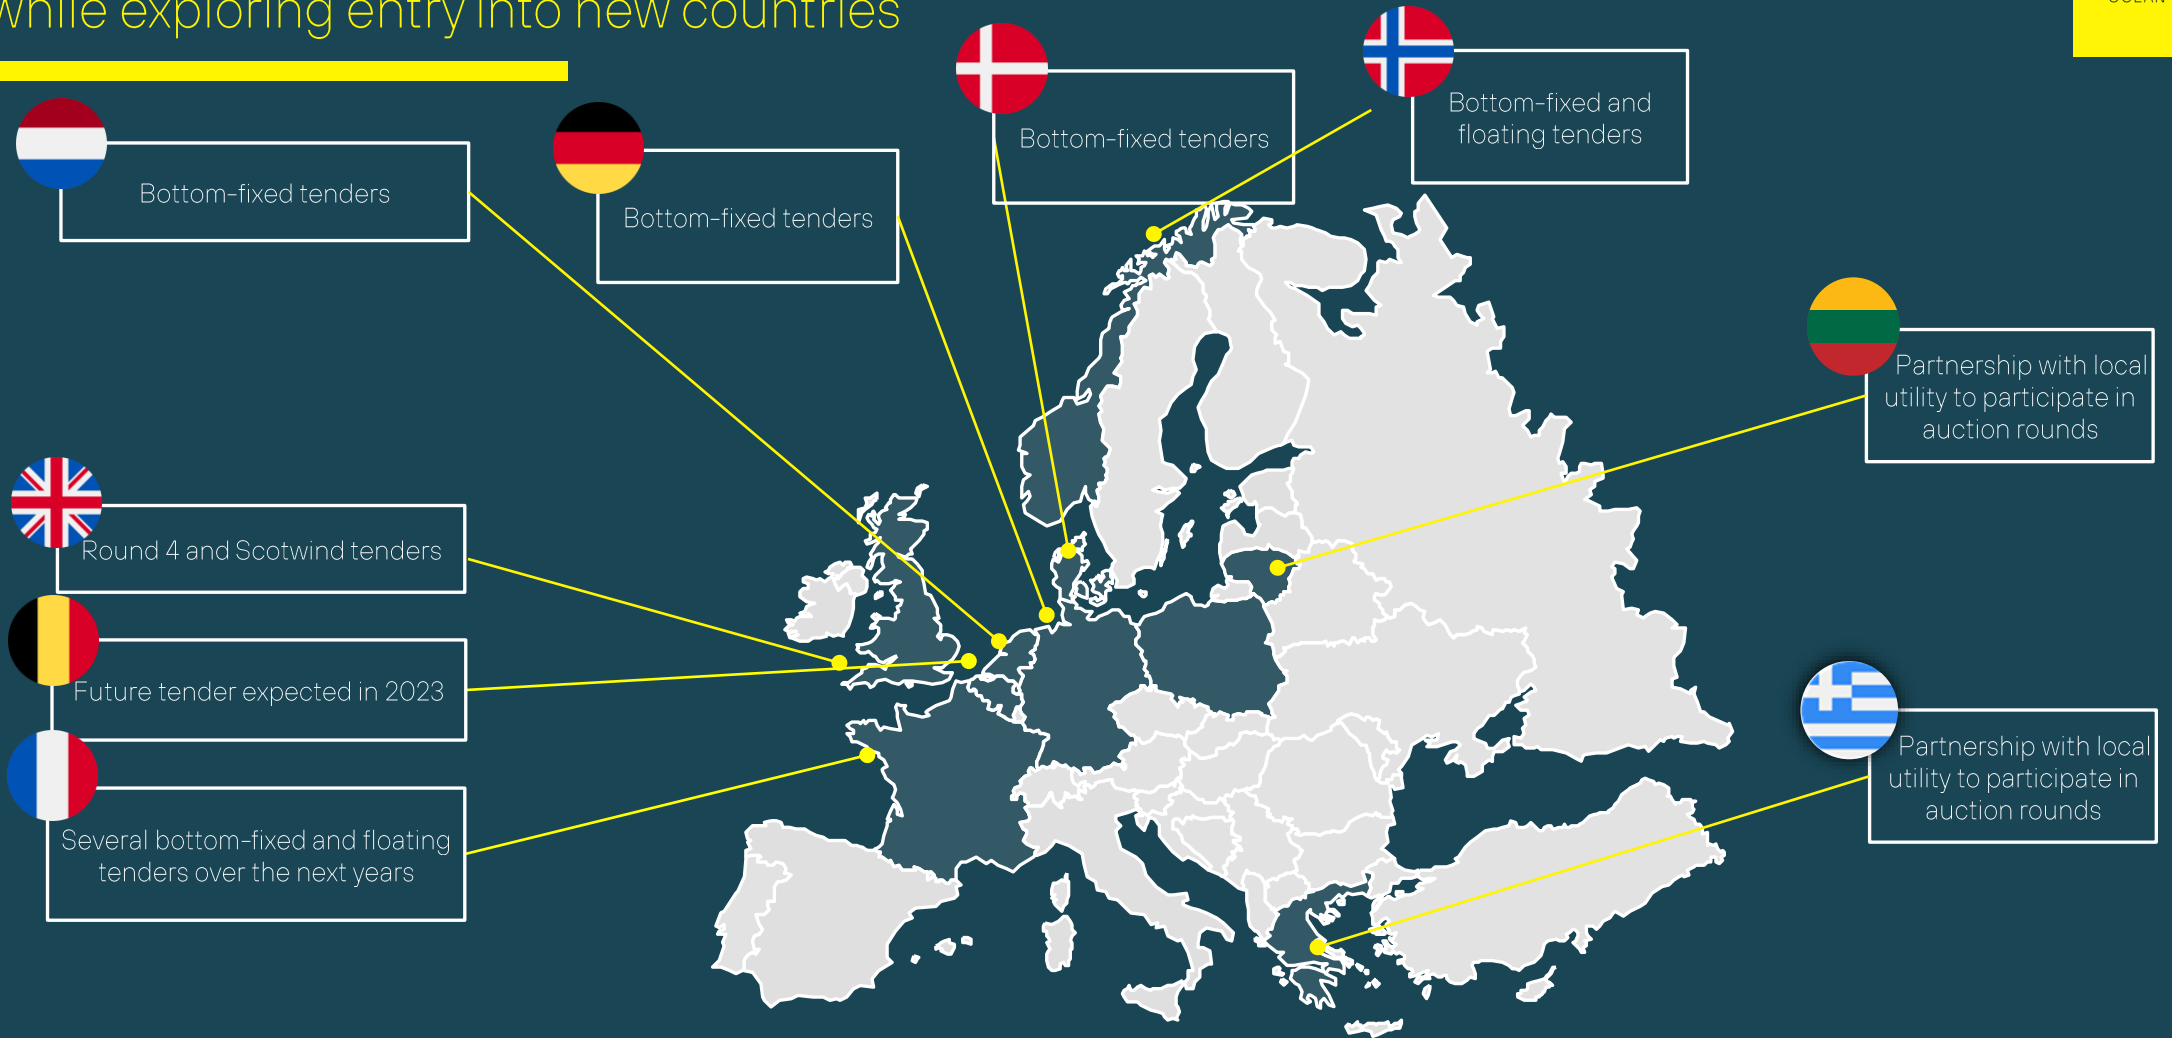 while exploring entry into new countries
Bottom-fixed tenders
Bottom-fixed tenders
Bottom-fixed tenders
Bottom-fixed and
floating tenders
Partnership with local
utility to participate in
auction rounds
Round 4 and Scotwind tenders
Future tender expected in 2023
Several bottom-fixed and floating
tenders over the next years
Partnership with local
utility to participate in
auction rounds